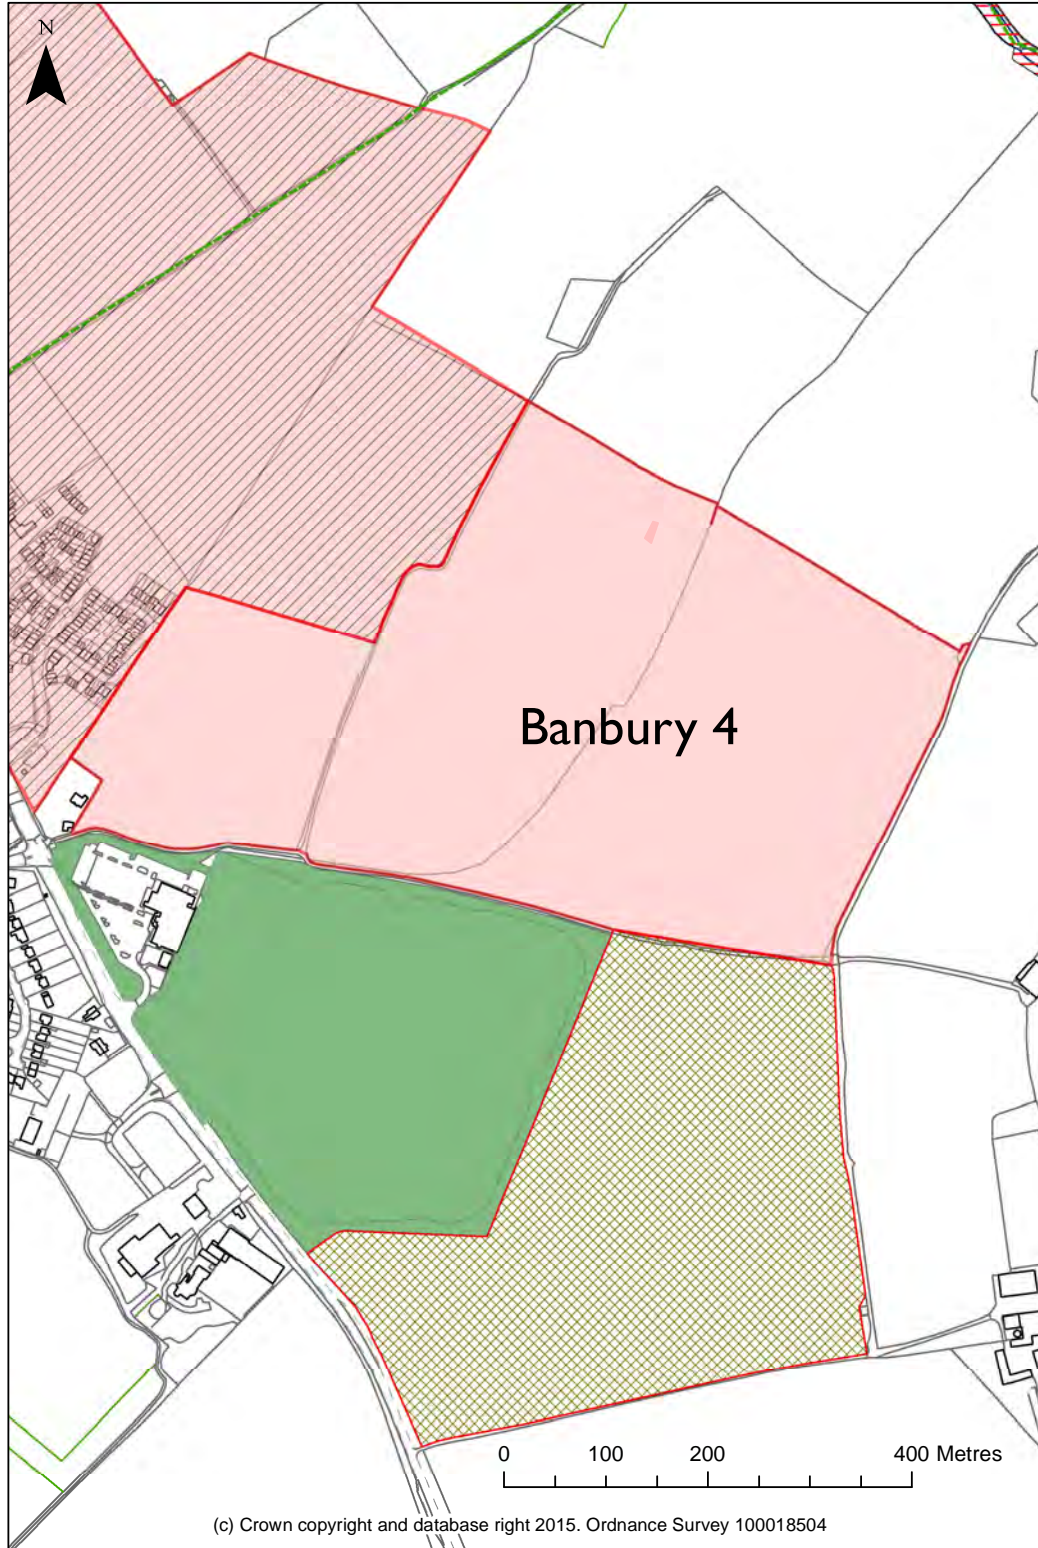 N
Banbury 4
0 100 200 400 Metres
(c) Crown copyright and database right 2015. Ordnance Survey 100018504